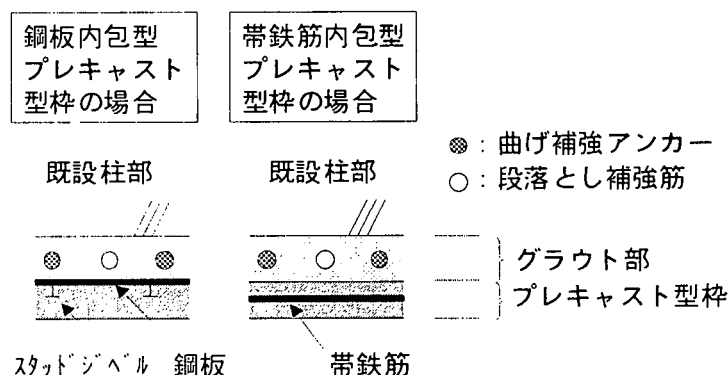 鋼板内包型
プレキャスト
型枠の場合
帯鉄筋内包型
プレキャスト
型枠の場合
既設柱部
既設柱部
：曲げ補強アンカー
：段落とし補強筋
グラウト部
プレキャスト型枠
ｽﾀｯﾄﾞｼﾞﾍﾞﾙ 鋼板
帯鉄筋